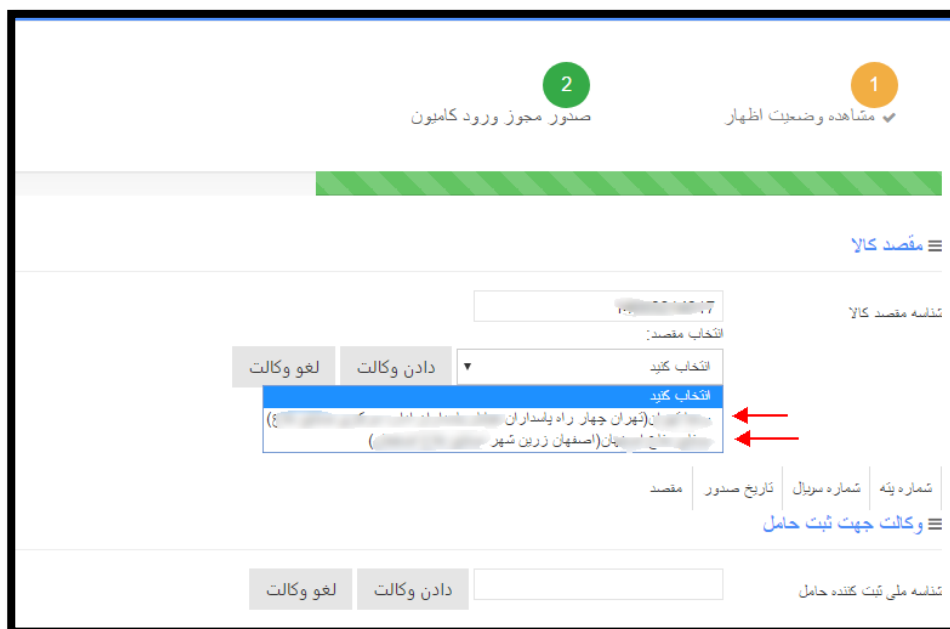 1
2
مشاهده وضعیت اظهار
صدور مجوز ورود کامیون
مقصد کالا
شناسه مقصد کالا
انتخاب مقصد:
انتخاب کنید
دادن وکالت
لغو وکالت
انتخاب کنید
(تهران چهار راه پاسداران
(اصفهان زرین شهر
شماره پته شماره سریال تاریخ صدور مقصد
وکالت جهت ثبت حامل
شناسه ملی ثبت کننده حامل
دادن وکالت
لغو وکالت